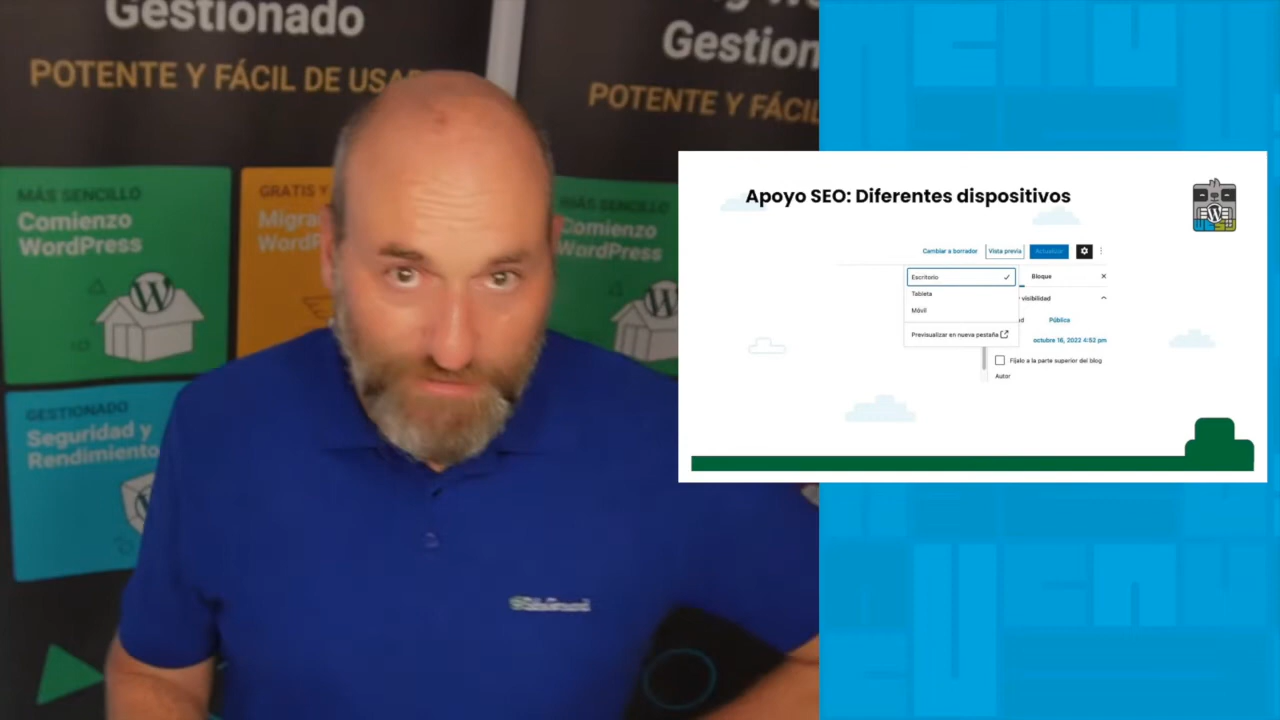 Gestionado
POTENTE Y FÁCIL DE USAR
Gestion
POTENTE Y FÁCIL
MÁS SENCILLO
Comienzo
WordPress
GRATIS Y
Migra
WordP
MÁS SENCILLO
Comienzo
WordPress
GESTIONADO
Seguridad y
Rendimiento
Apoyo SEO: Diferentes dispositivos
Cambiar a borrador
Vista previa
Actualizar
Escritorio
Bloque
Tableta
r visibilidad
Móvil
d
Público
Previsualizar en nueva pestaña
octubre 16, 2022 4:52 pm
Fíjalo a la parte superior del blog
Autor